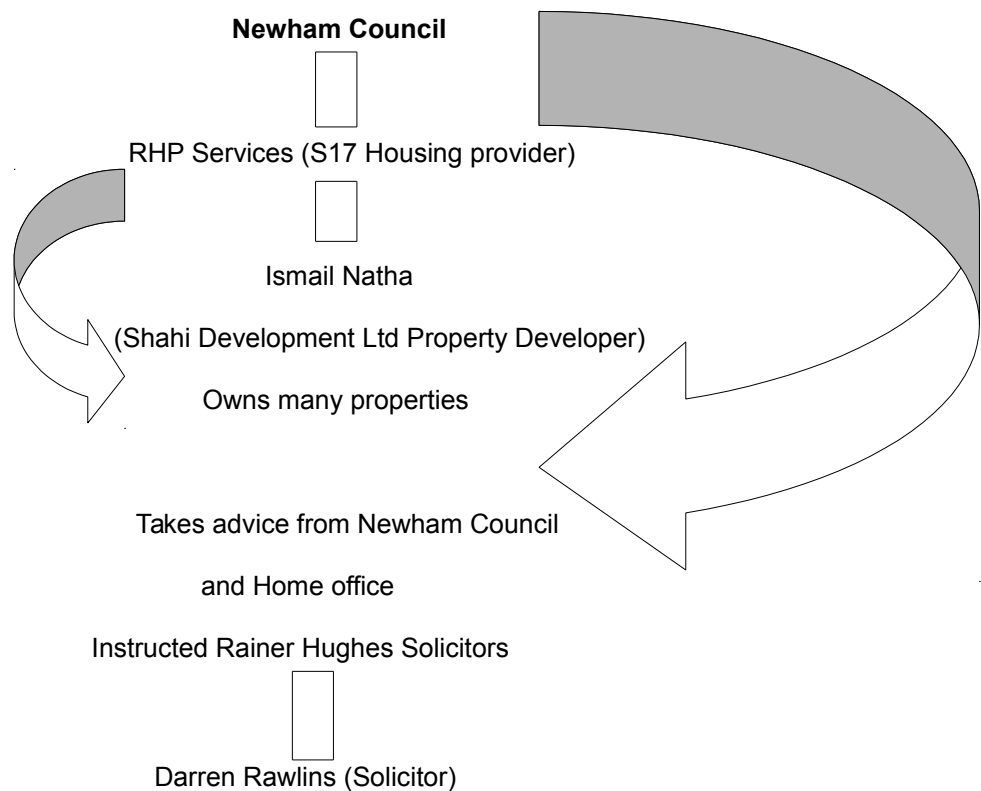 Newham Council
RHP Services (S17 Housing provider)
Ismail Natha
(Shahi Development Ltd Property Developer)
Owns many properties
Takes advice from Newham Council
and Home office
Instructed Rainer Hughes Solicitors
Darren Rawlins (Solicitor)